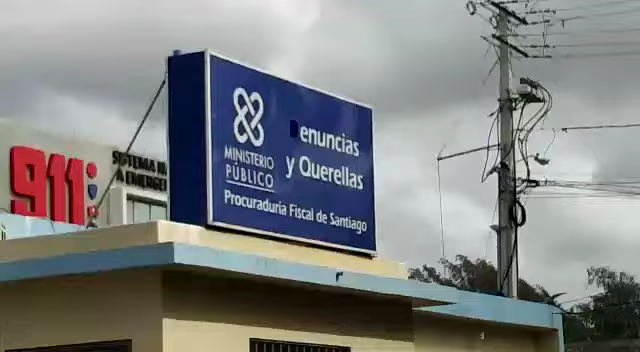 911
SISTEMA
A
MINISTERIO
PÚBLICO
Denuncias
y Querellas
Procuraduría Fiscal de Santiago